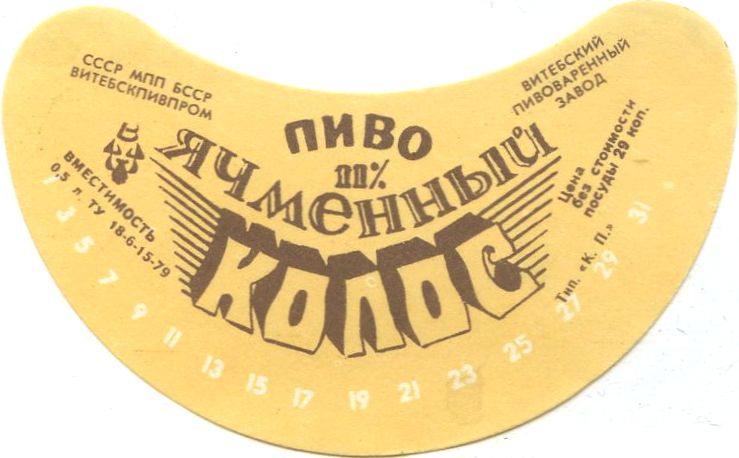 СССР МПП БССР
ВИТЕБСКПИВПРОМ
ВИТЕБСКИЙ
ПИВОВАРЕННЫЙ
ЗАВОД
В
ПИВО
11%
ЯЧМЕННЫЙ
КОЛОС
ВМЕСТИМОСТЬ
0,5 л. ТУ 18-6-15-79
Цена
без стоимости
посуды 29 коп.
Тип. «К. П.»
1 3 5 7 9 11 13 15 17 19 21 23 25 27 29 31